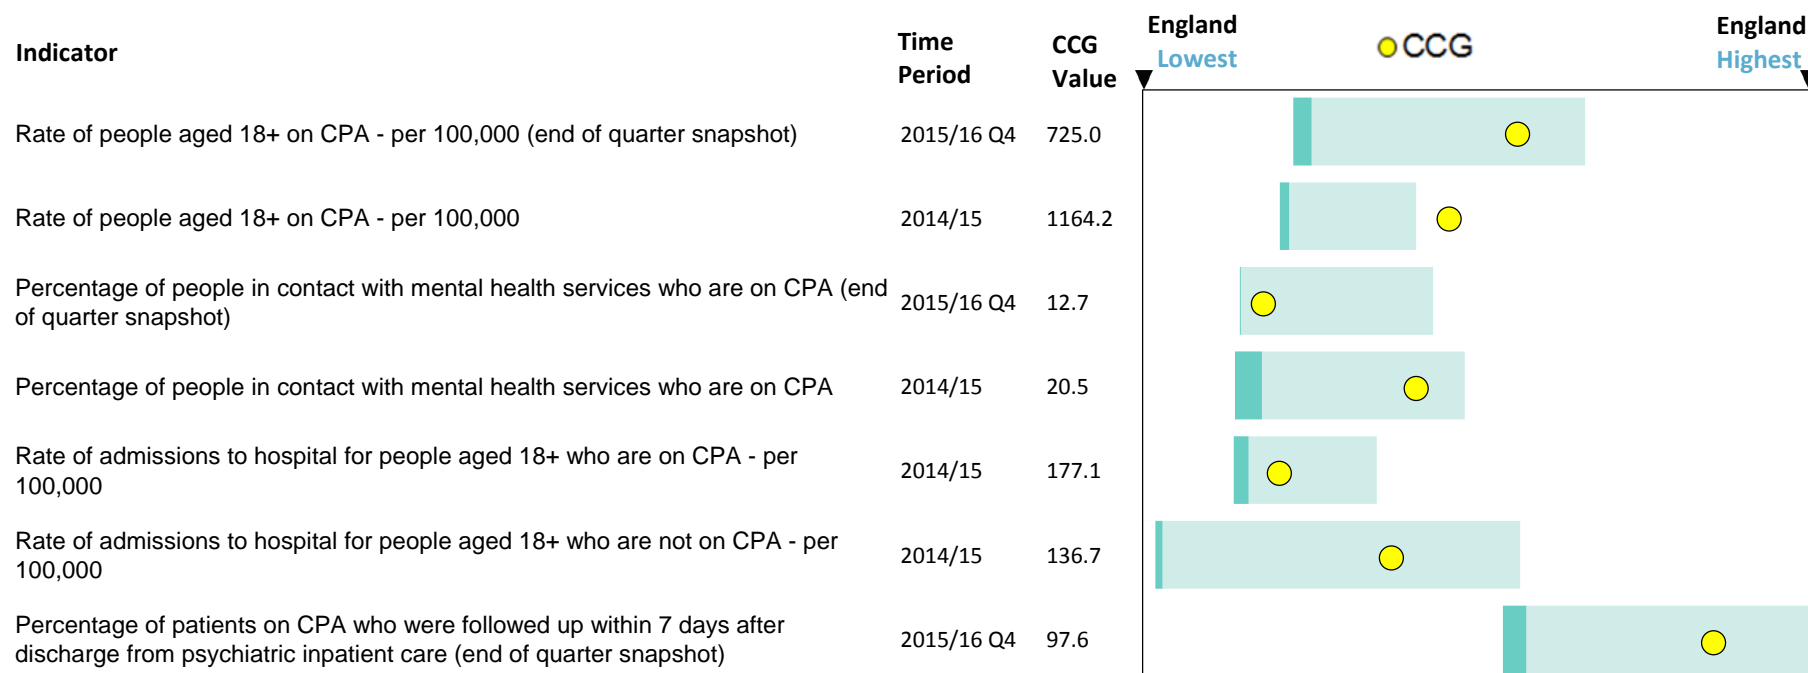 Indicator
Time Period
CCG Value
England Lowest
CCG
England Highest
Rate of people aged 18+ on CPA - per 100,000 (end of quarter snapshot) 2015/16 Q4 725.0
Rate of people aged 18+ on CPA - per 100,000 2014/15 1164.2
Percentage of people in contact with mental health services who are on CPA (end
of quarter snapshot) 2015/16 Q4 12.7
Percentage of people in contact with mental health services who are on CPA 2014/15 20.5
Rate of admissions to hospital for people aged 18+ who are on CPA - per
100,000 2014/15 177.1
Rate of admissions to hospital for people aged 18+ who are not on CPA - per
100,000 2014/15 136.7
Percentage of patients on CPA who were followed up within 7 days after
discharge from psychiatric inpatient care (end of quarter snapshot) 2015/16 Q4 97.6